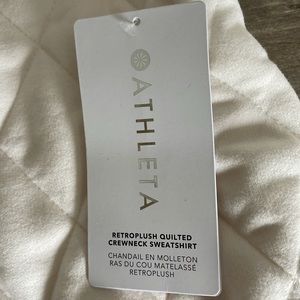 ATHLETA
RETROPLUSH QUILTED
CREWNECK SWEATSHIRT
CHANDAIL EN MOLLETON
RAS DU COU MATELASSÉ
RETROPLUSH